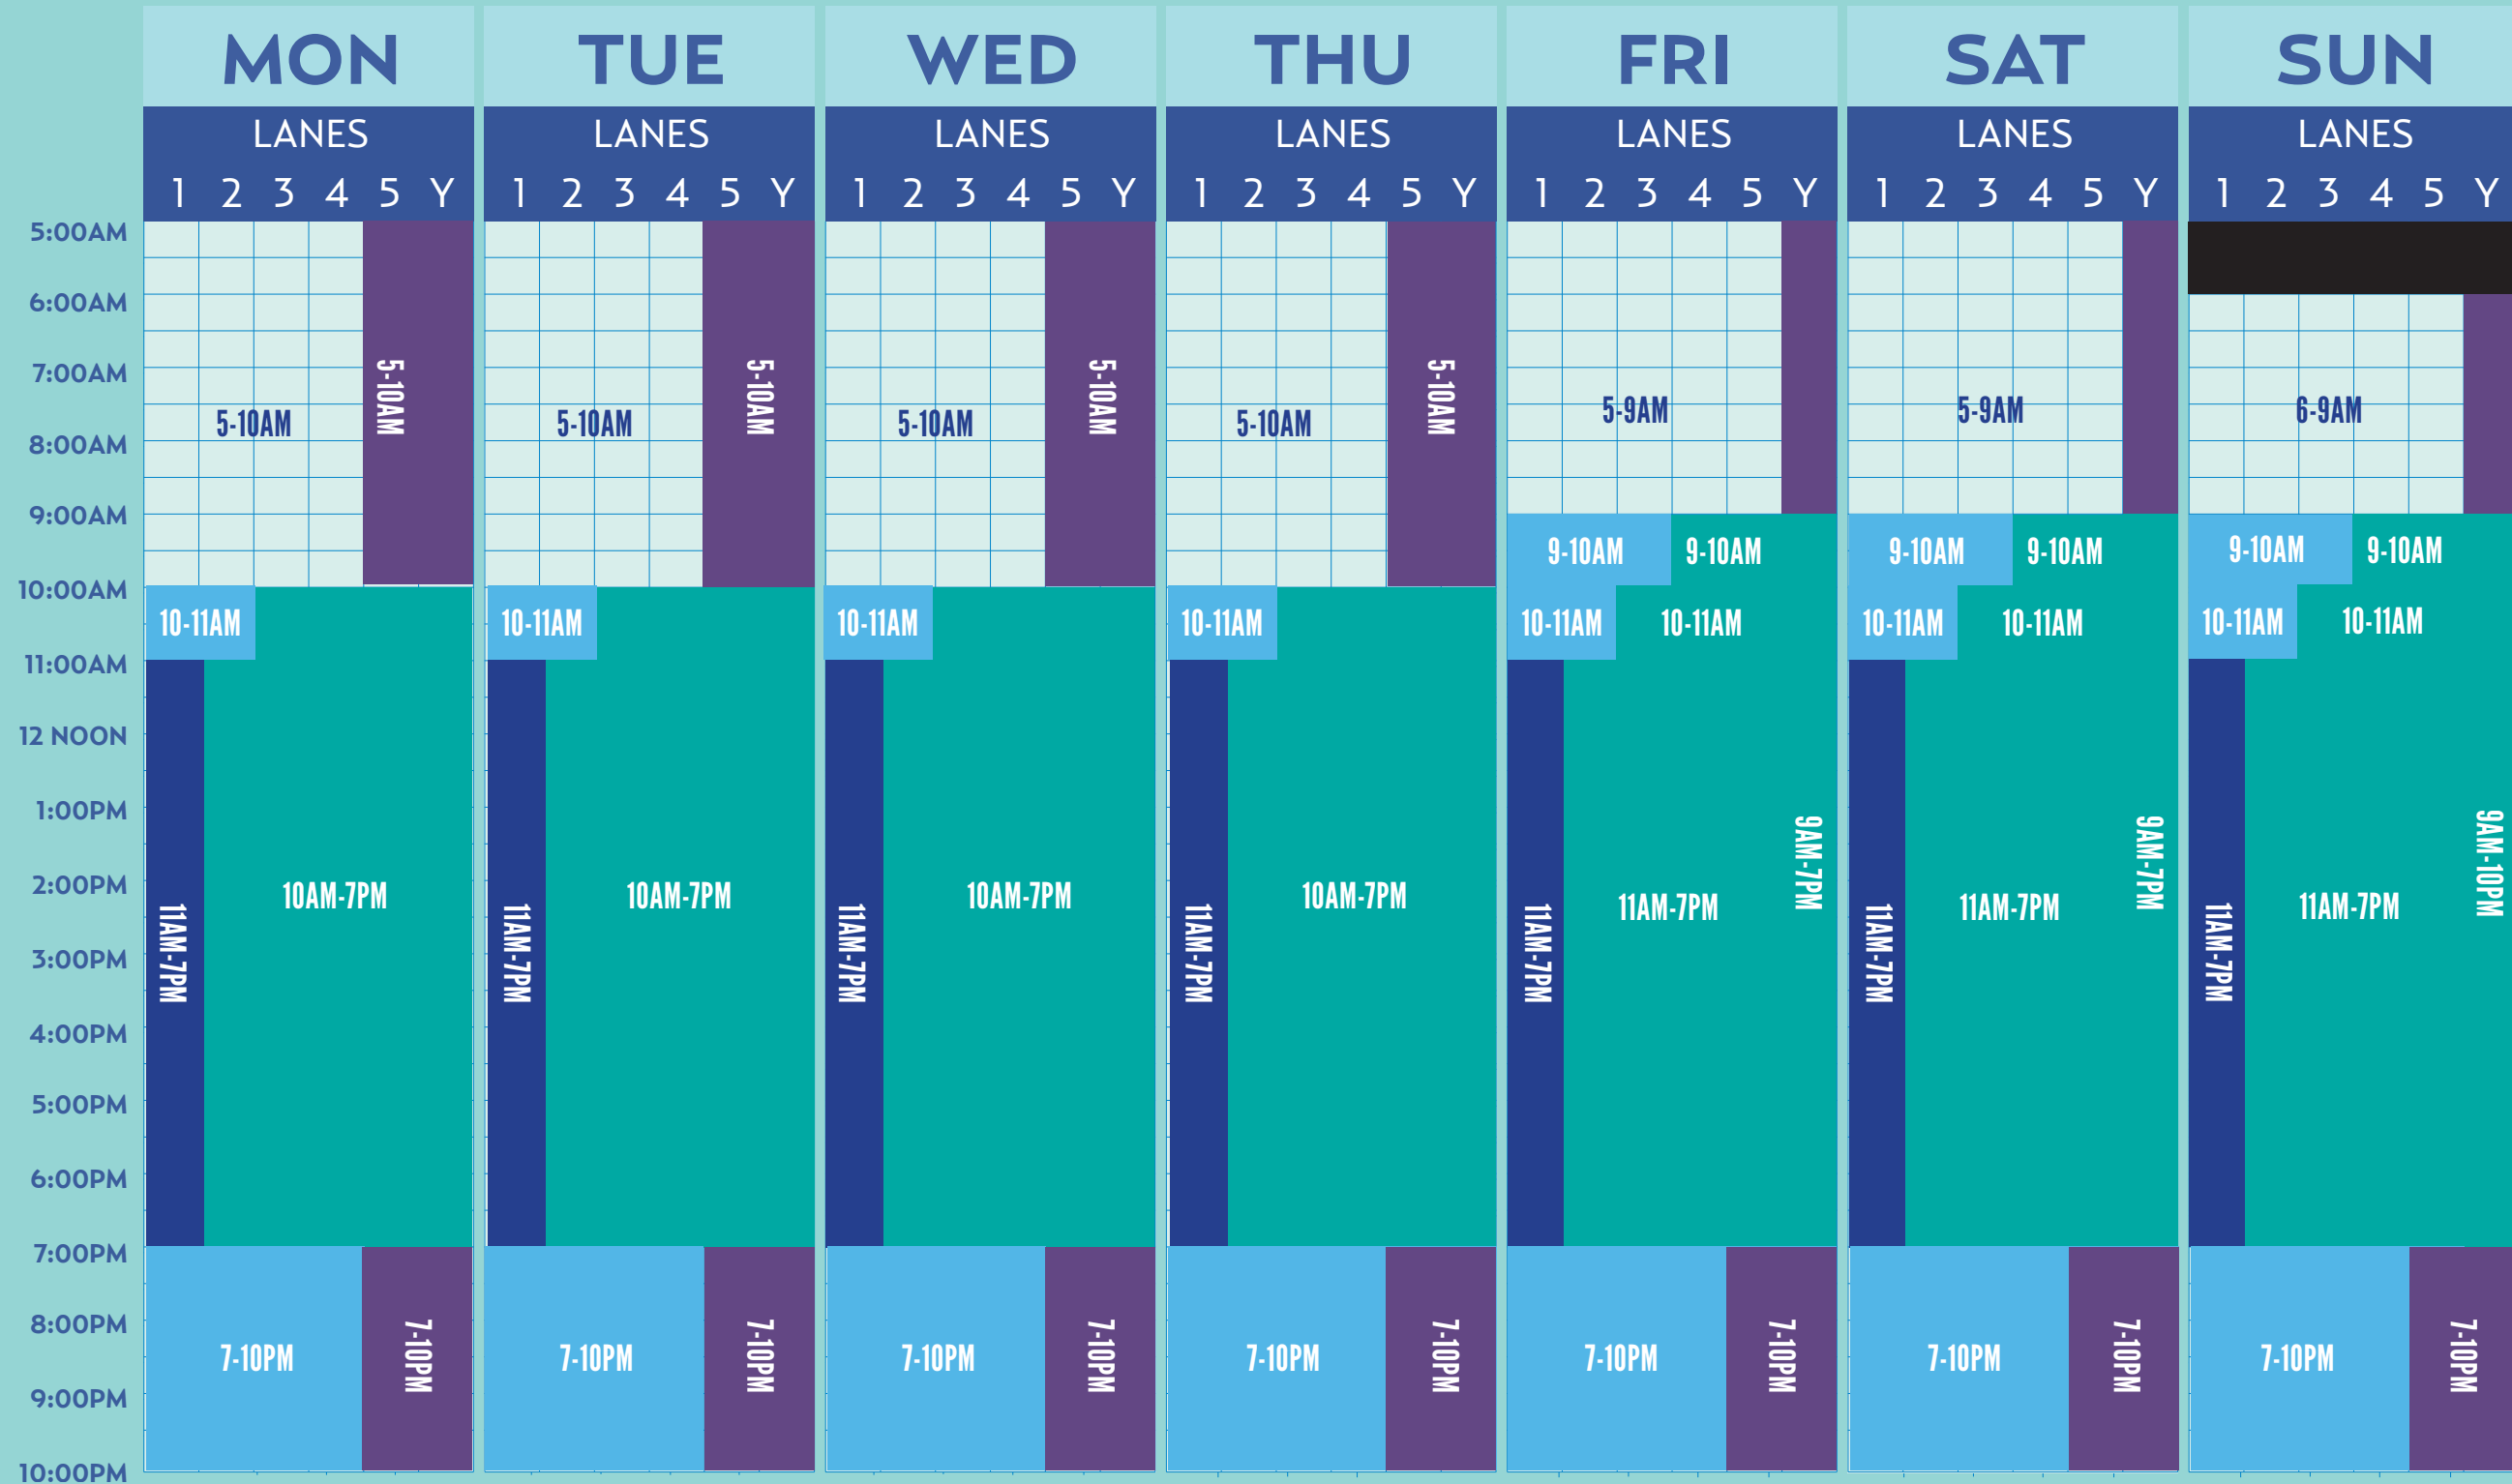 MON TUE WED THU FRI SAT SUN
LANES LANES LANES LANES LANES LANES LANES
1 2 3 4 5 Y 1 2 3 4 5 Y 1 2 3 4 5 Y 1 2 3 4 5 Y 1 2 3 4 5 Y 1 2 3 4 5 Y 1 2 3 4 5 Y
5:00AM
6:00AM
7:00AM
5-10AM 5-10AM 5-10AM 5-10AM
5-10AM 5-10AM 5-10AM 5-10AM 5-9AM 5-9AM 6-9AM
8:00AM
9:00AM
9-10AM 9-10AM 9-10AM 9-10AM 9-10AM 9-10AM
10:00AM
10-11AM 10-11AM 10-11AM 10-11AM 10-11AM 10-11AM 10-11AM 10-11AM 10-11AM 10-11AM
11:00AM
12 NOON
1:00PM
9AM-7PM 9AM-7PM 9AM-10PM
2:00PM
10AM-7PM 10AM-7PM 10AM-7PM 10AM-7PM 11AM-7PM 11AM-7PM 11AM-7PM
11AM-7PM 11AM-7PM 11AM-7PM 11AM-7PM 11AM-7PM 11AM-7PM 11AM-7PM
3:00PM
4:00PM
5:00PM
6:00PM
7:00PM
8:00PM
7-10PM 7-10PM 7-10PM 7-10PM 7-10PM 7-10PM 7-10PM 7-10PM 7-10PM 7-10PM 7-10PM 7-10PM 7-10PM 7-10PM
9:00PM
10:00PM